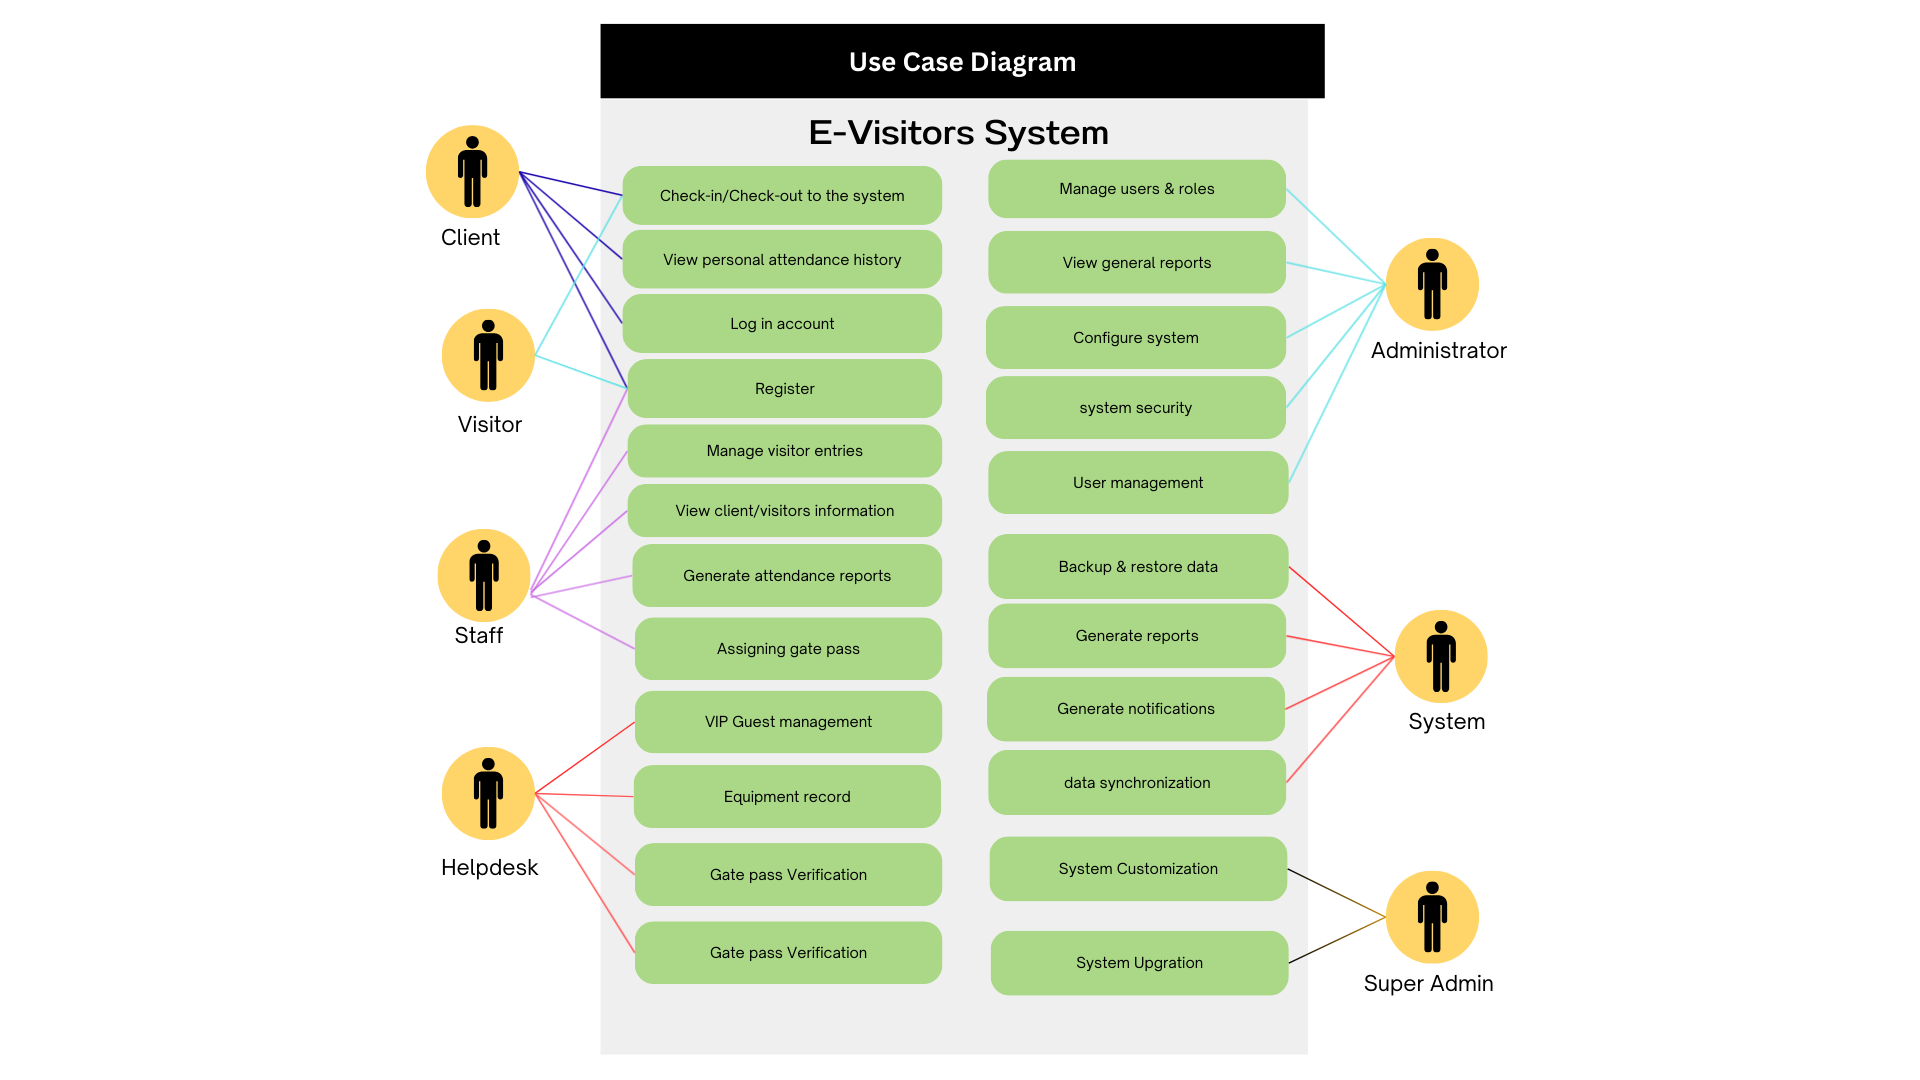 Use Case Diagram
E-Visitors System
Client
Visitor
Staff
Helpdesk
Check-in/Check-out to the system
View personal attendance history
Log in account
Register
Manage visitor entries
View client/visitors information
Generate attendance reports
Assigning gate pass
VIP Guest management
Equipment record
Gate pass Verification
Gate pass Verification
Manage users & roles
View general reports
Configure system
system security
User management
Backup & restore data
Generate reports
Generate notifications
data synchronization
System Customization
System Upgration
Administrator
System
Super Admin